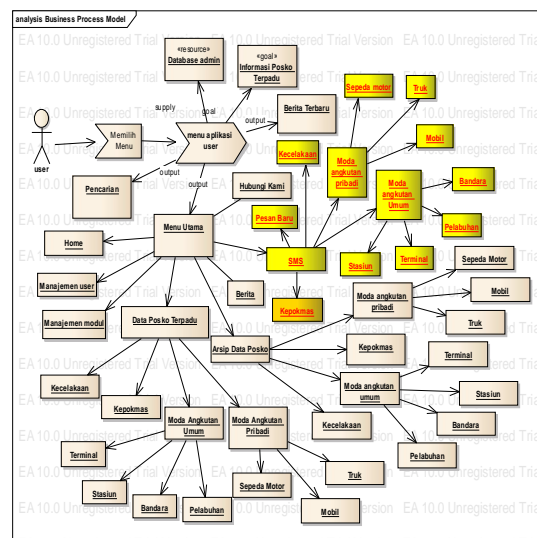 analysis Business Process Model
EA 10.0 Unregistered Trial Version
«resource»
Database admin
«goal»
Informasi Posko
Terpadu
Sepeda motor
Truk
supply
goal
Berita Terbaru
output
user
Memilih
Menu
menu aplikasi
user
Kecelakaan
Moda
angkutan
pribadi
Mobil
Pencarian
output
output
Hubungi Kami
Moda
angkutan
Umum
Bandara
Pesan Baru
Pelabuhan
Menu Utama
Home
SMS
Stasiun
Terminal
Manajemen user
Berita
Kepokmas
Moda angkutan
pribadi
Sepeda Motor
Mobil
Manajemen modul
Data Posko Terpadu
Truk
Arsip Data Posko
Kepokmas
Terminal
Kecelakaan
Kepokmas
Moda angkutan
umum
Stasiun
Moda Angkutan
Umum
Moda Angkutan
Pribadi
Kecelakaan
Bandara
Terminal
Pelabuhan
Stasiun
Sepeda Motor
Truk
Bandara
Pelabuhan
Mobil